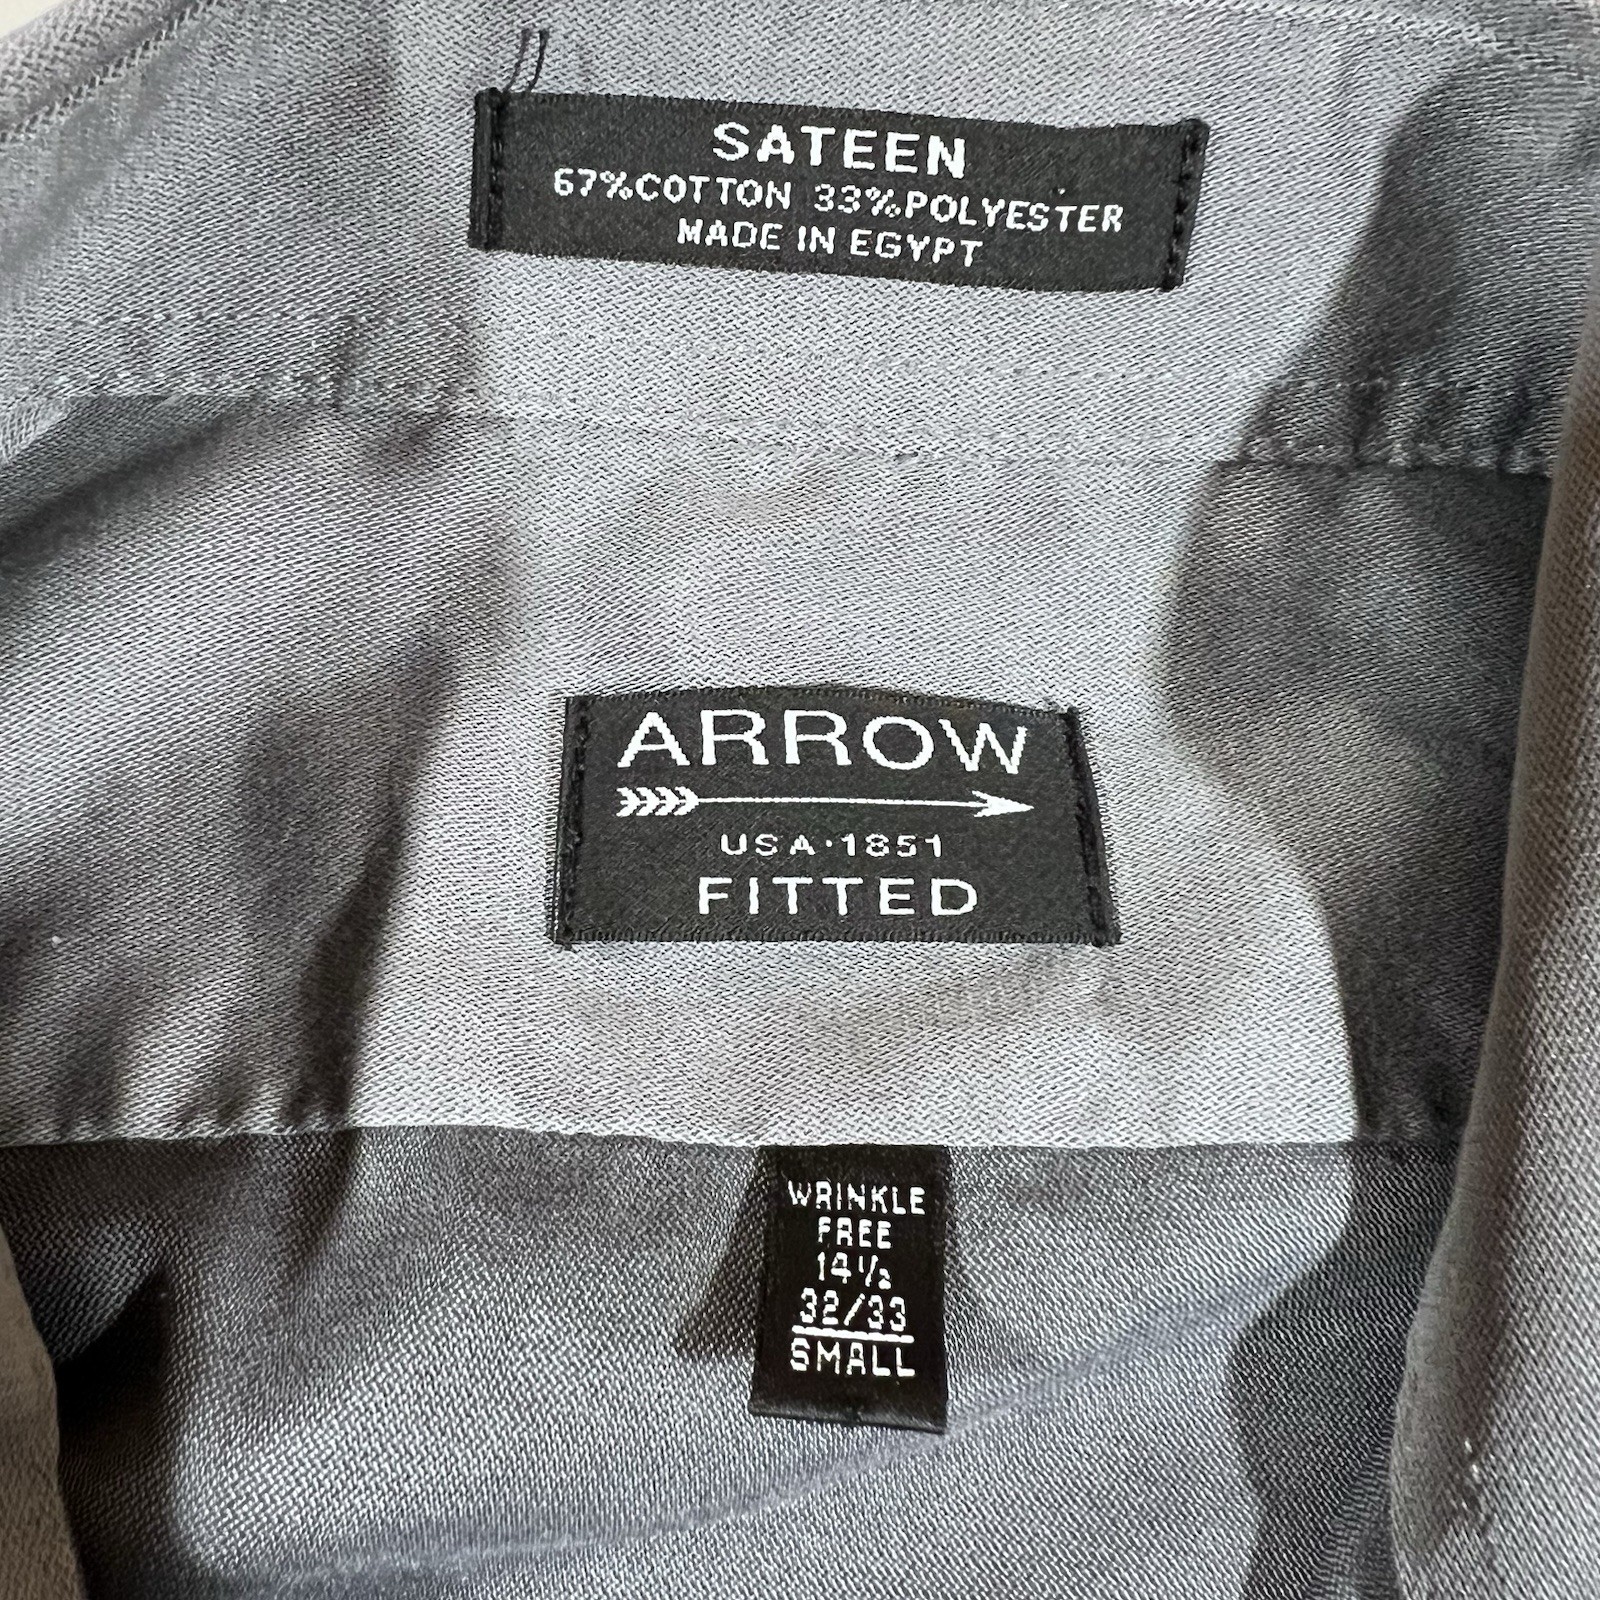 SATEEN
67%COTTON 33%POLYESTER
MADE IN EGYPT
ARROW
USA·1851
FITTED
WRINKLE
FREE
14½
32/33
SMALL